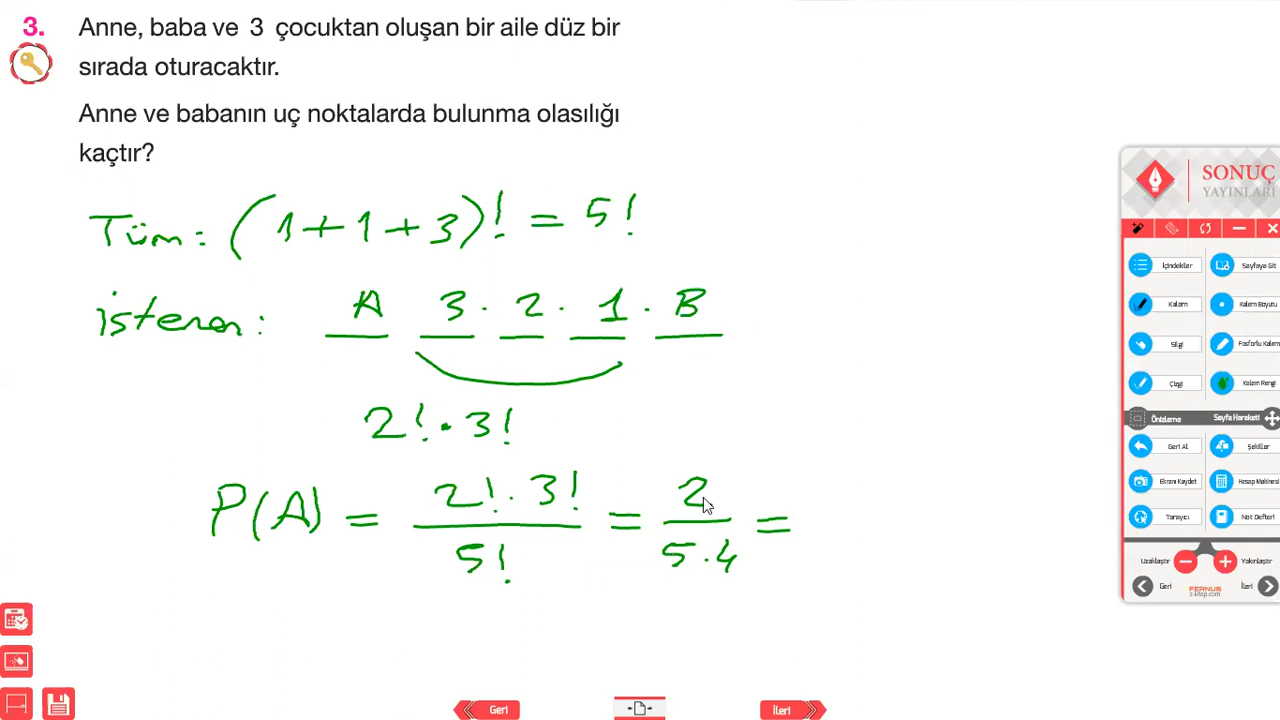 3. Anne, baba ve 3 çocuktan oluşan bir aile düz bir
sırada oturacaktır.
Anne ve babanın uç noktalarda bulunma olasılığı
kaçtır?
Tüm: (1+1+3)! = 5!
istenen: A 3 . 2 . 1 . B
2! . 3!
P(A) = 2! . 3! / 5! = 2 / 5.4 =
SONUÇ
YAYINLARI
İçindekiler Sayfaya Git
Kalem Kalem Boyutu
Silgi Fosforlu Kalem
Çizgi Kalem Rengi
Önizleme Sayfa Hareketi
Geri Al Şekiller
Ekranı Kaydet Hesap Makinesi
Tarayıcı Not Defteri
Uzaklaştır Yakınlaştır
Geri FERNUS İleri
z-kitap.com
Geri İleri